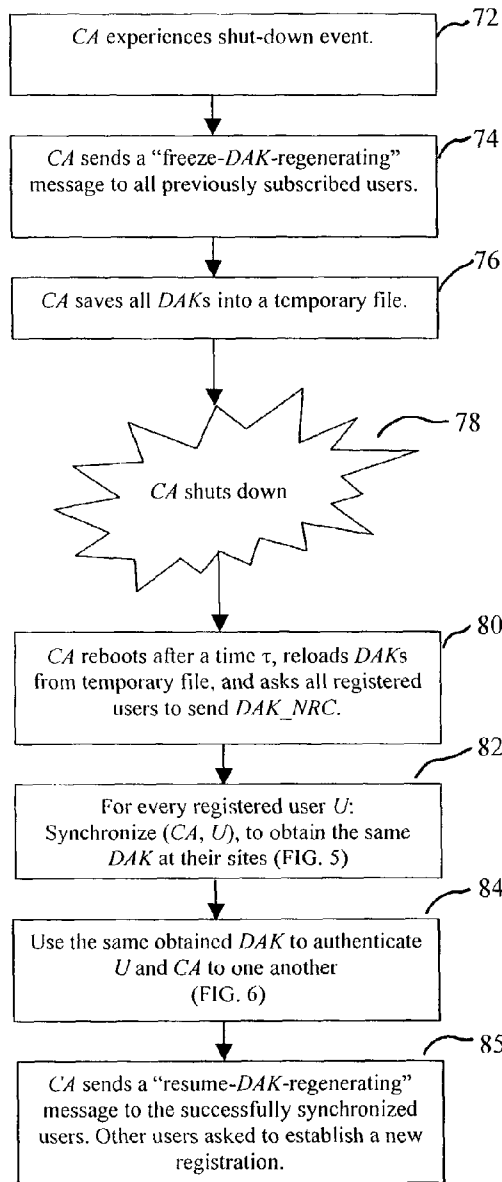 72
CA experiences shut-down event.
74
CA sends a “freeze-DAK-regenerating”
message to all previously subscribed users.
76
CA saves all DAKs into a temporary file.
78
CA shuts down
80
CA reboots after a time τ, reloads DAKs
from temporary file, and asks all registered
users to send DAK_NRC.
82
For every registered user U:
Synchronize (CA, U), to obtain the same
DAK at their sites (FIG. 5)
84
Use the same obtained DAK to authenticate
U and CA to one another
(FIG. 6)
85
CA sends a “resume-DAK-regenerating”
message to the successfully synchronized
users. Other users asked to establish a new
registration.